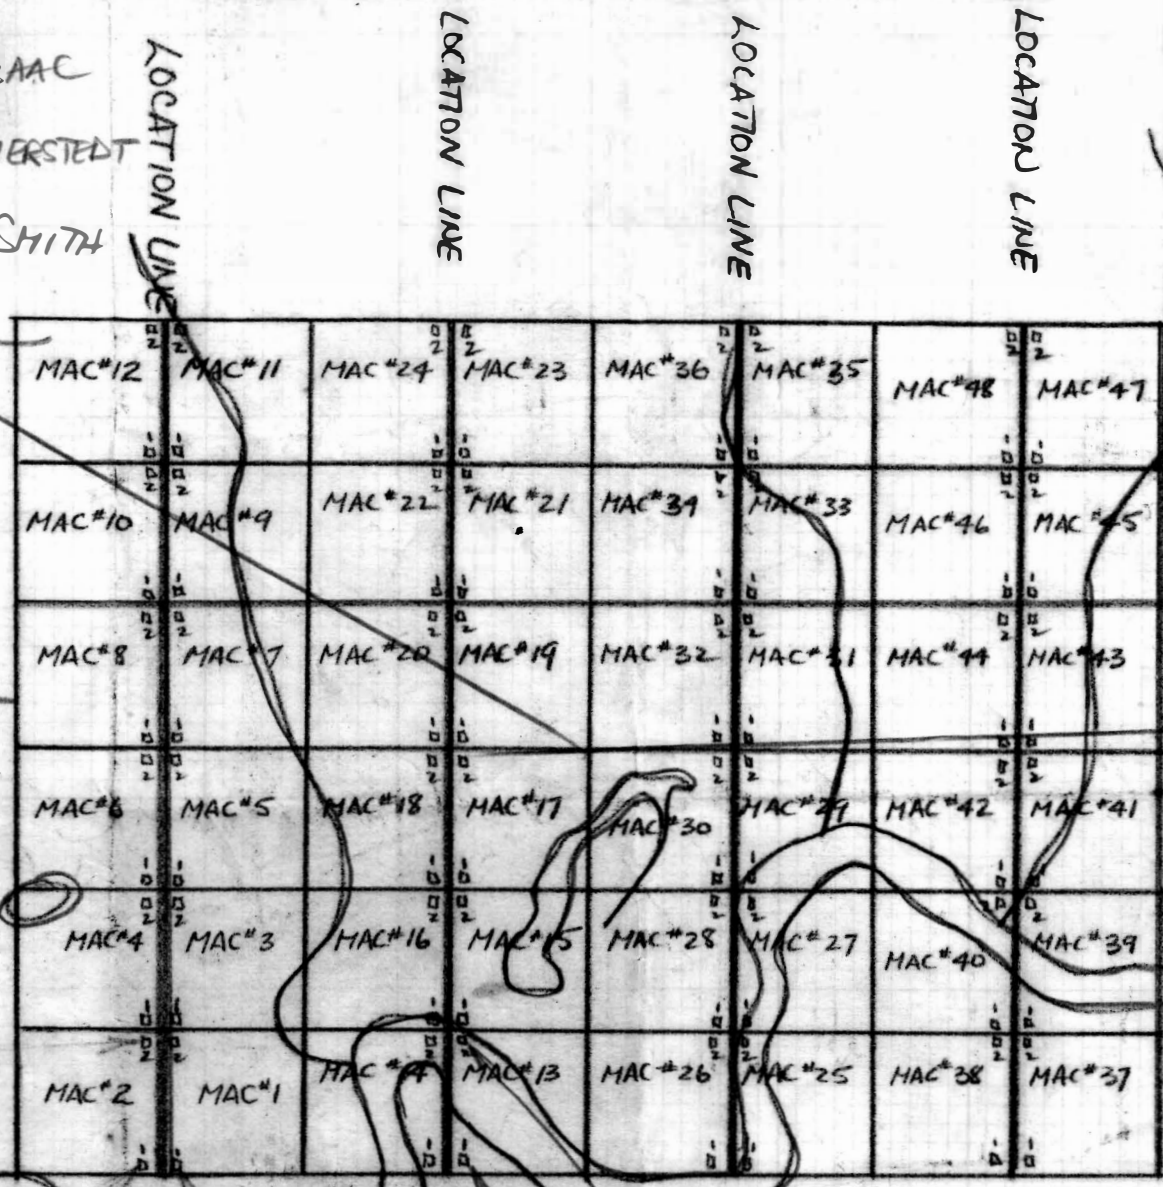 LOCATION LINE
LOCATION LINE
LOCATION LINE
LOCATION LINE
AAC
ERSTEDT
SMITH
MAC#12 MAC#11 MAC#24 MAC#23 MAC#36 MAC#35 MAC#48 MAC#47
MAC#10 MAC#9 MAC#22 MAC#21 MAC#34 MAC#33 MAC#46 MAC#45
MAC#8 MAC#7 MAC#20 MAC#19 MAC#32 MAC#31 MAC#44 MAC#43
MAC#6 MAC#5 MAC#18 MAC#17 MAC#30 MAC#29 MAC#42 MAC#41
MAC#4 MAC#3 MAC#16 MAC#15 MAC#28 MAC#27 MAC#40 MAC#39
MAC#2 MAC#1 MAC#14 MAC#13 MAC#26 MAC#25 MAC#38 MAC#37